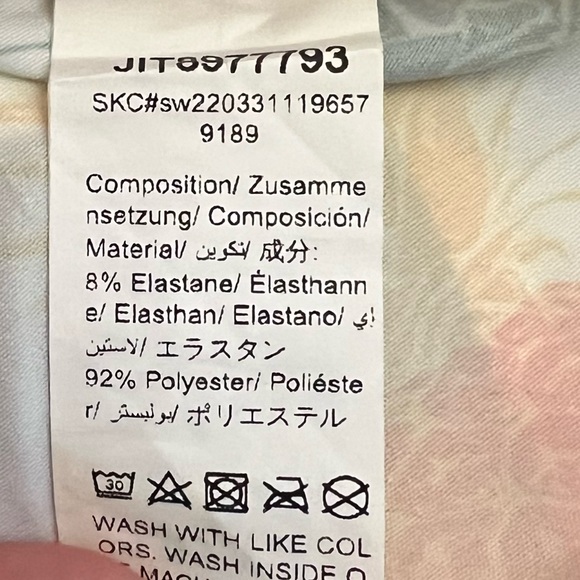 JIT8977793
SKC#sw220331119657
9189
Composition/ Zusamme
nsetzung/ Composición/
Material/ تكوين/ 成分:
8% Elastane/ Élasthann
e/ Elasthan/ Elastano/ إي
لاستين/ エラスタン
92% Polyester/ Poliéste
r/ بوليستر/ ポリエステル
30
WASH WITH LIKE COL
ORS. WASH INSIDE O